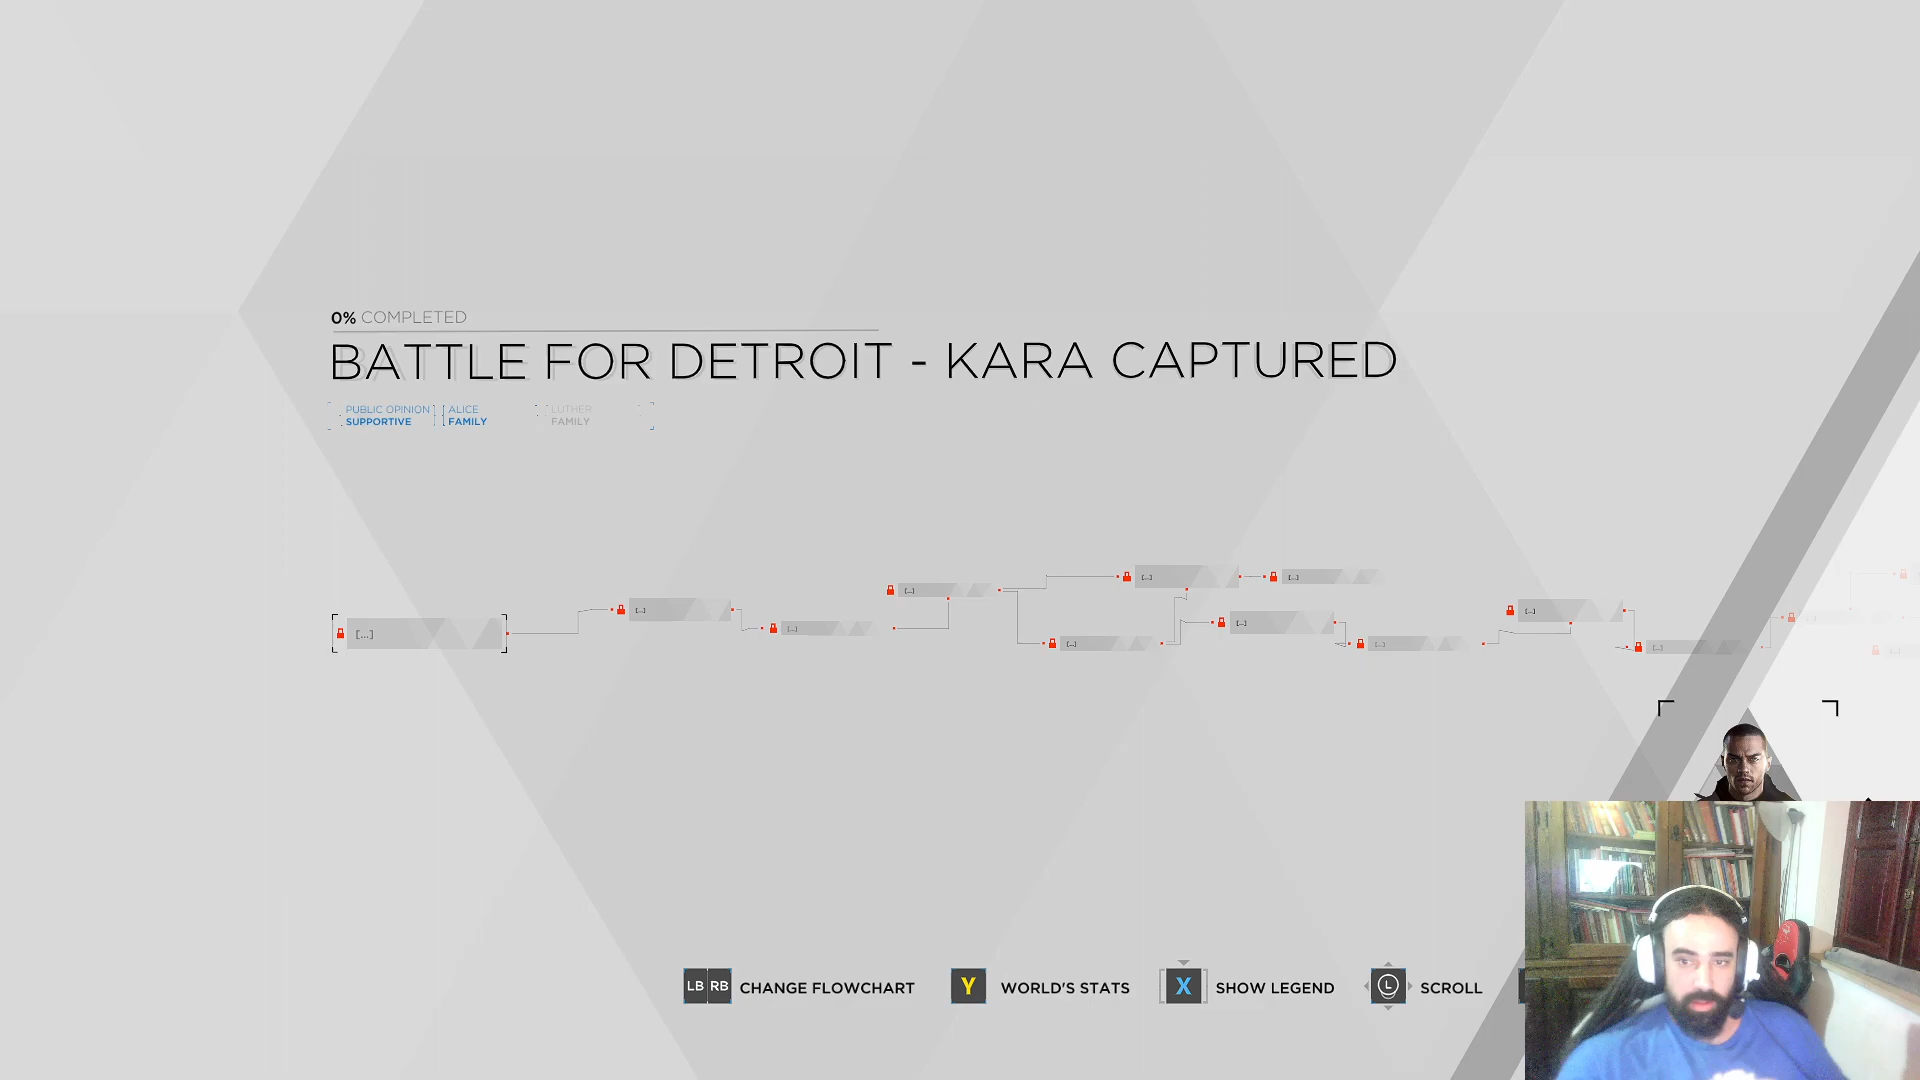 0% COMPLETED
BATTLE FOR DETROIT - KARA CAPTURED
PUBLIC OPINION ALICE LUTHER
SUPPORTIVE FAMILY FAMILY
[...]
[...]
[...]
[...]
[...]
[...]
[...]
[...]
[...]
[...]
[...]
[...]
LB RB CHANGE FLOWCHART Y WORLD'S STATS X SHOW LEGEND L SCROLL